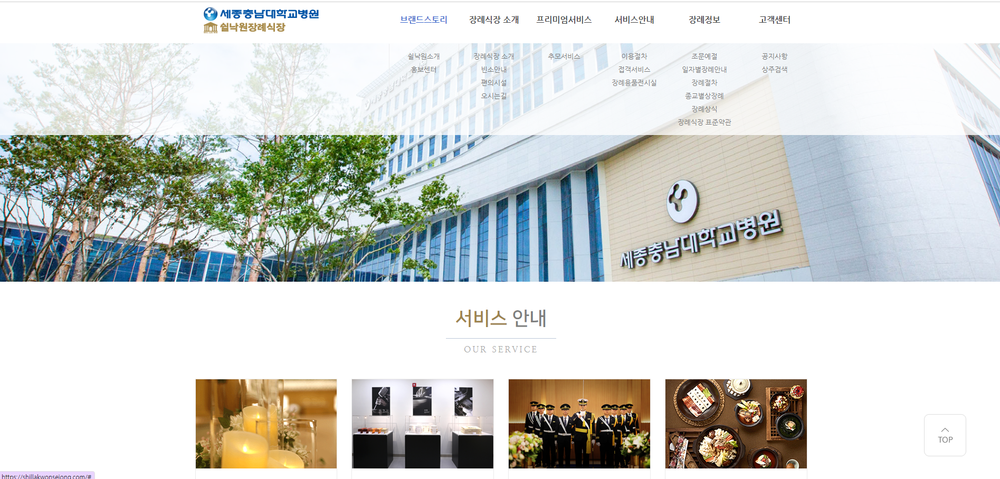 세종충남대학교병원
쉴낙원장례식장
브랜드스토리 장례식장 소개 프리미엄서비스 서비스안내 장례정보 고객센터
쉴낙원소개 장례식장 소개 추모서비스 이용절차 조문예절 공지사항
홍보센터 빈소안내 접객서비스 일자별장례안내 상주검색
편의시설 장례용품전시실 장례절차
오시는길 종교별상장례
장례상식
장례식장 표준약관
세종충남대학교병원
서비스 안내
OUR SERVICE
TOP
https://shillakwonsejong.com/#